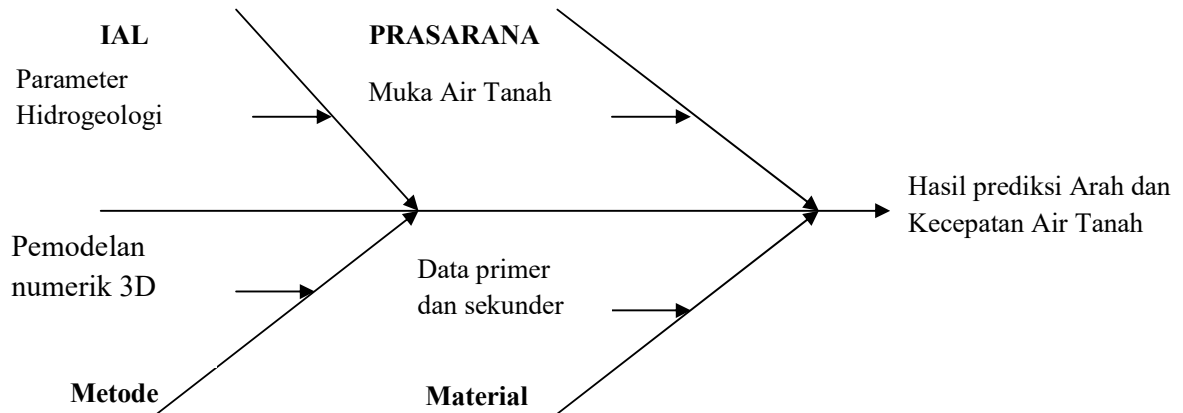 IAL
PRASARANA
Parameter
Hidrogeologi
Muka Air Tanah
Hasil prediksi Arah dan
Kecepatan Air Tanah
Pemodelan
numerik 3D
Data primer
dan sekunder
Metode
Material